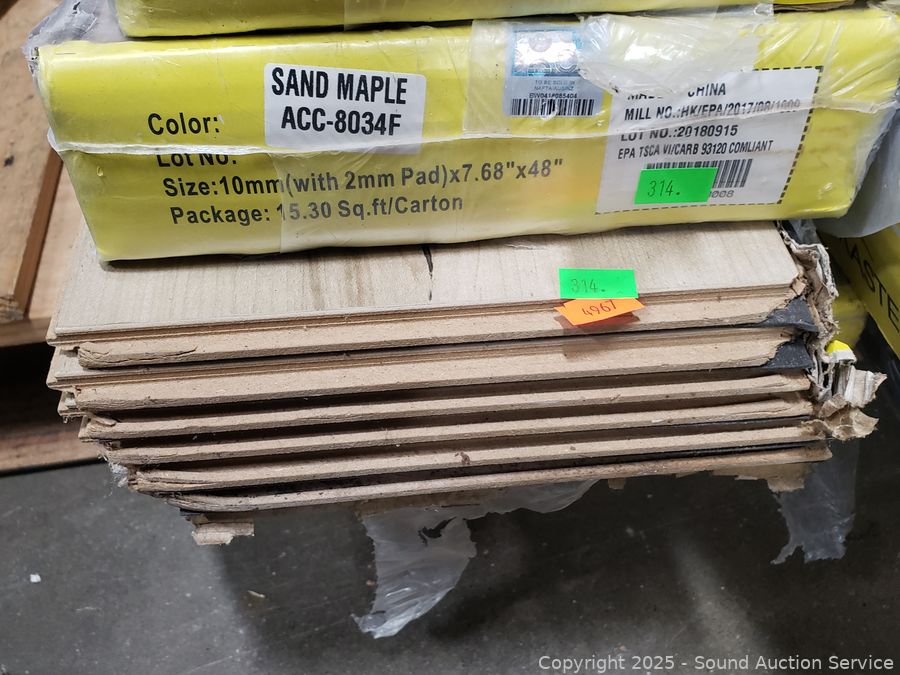 SAND MAPLE
ACC-8034F
Color:
Lot No:
Size:10mm(with 2mm Pad)x7.68"x48"
Package: 15.30 Sq.ft/Carton
CHINA
MILL NO.:HK/EPA/2017/08/1000
LOT NO.:20180915
EPA TSCA VI/CARB 93120 COMLIANT
314.
314.
4967
Copyright 2025 - Sound Auction Service